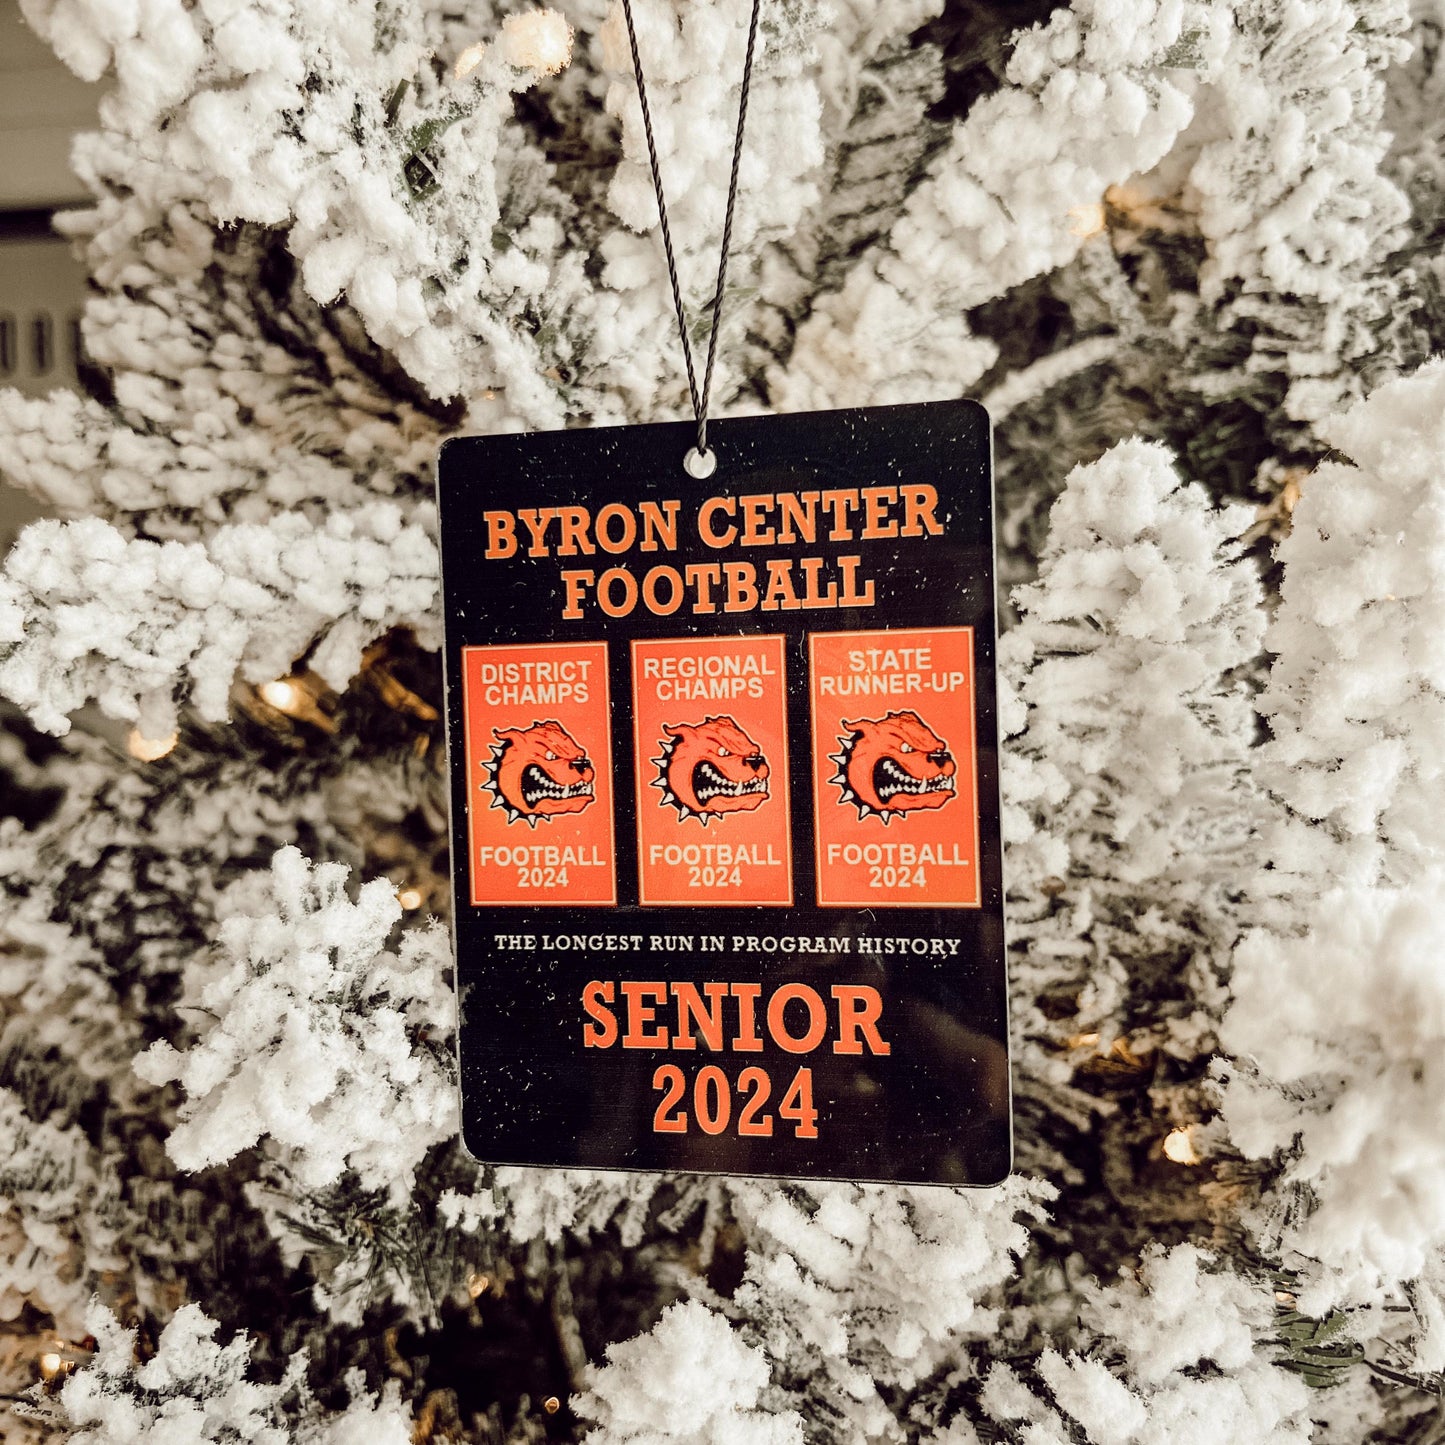 BYRON CENTER
FOOTBALL
DISTRICT
CHAMPS
FOOTBALL
2024
REGIONAL
CHAMPS
FOOTBALL
2024
STATE
RUNNER-UP
FOOTBALL
2024
THE LONGEST RUN IN PROGRAM HISTORY
SENIOR
2024